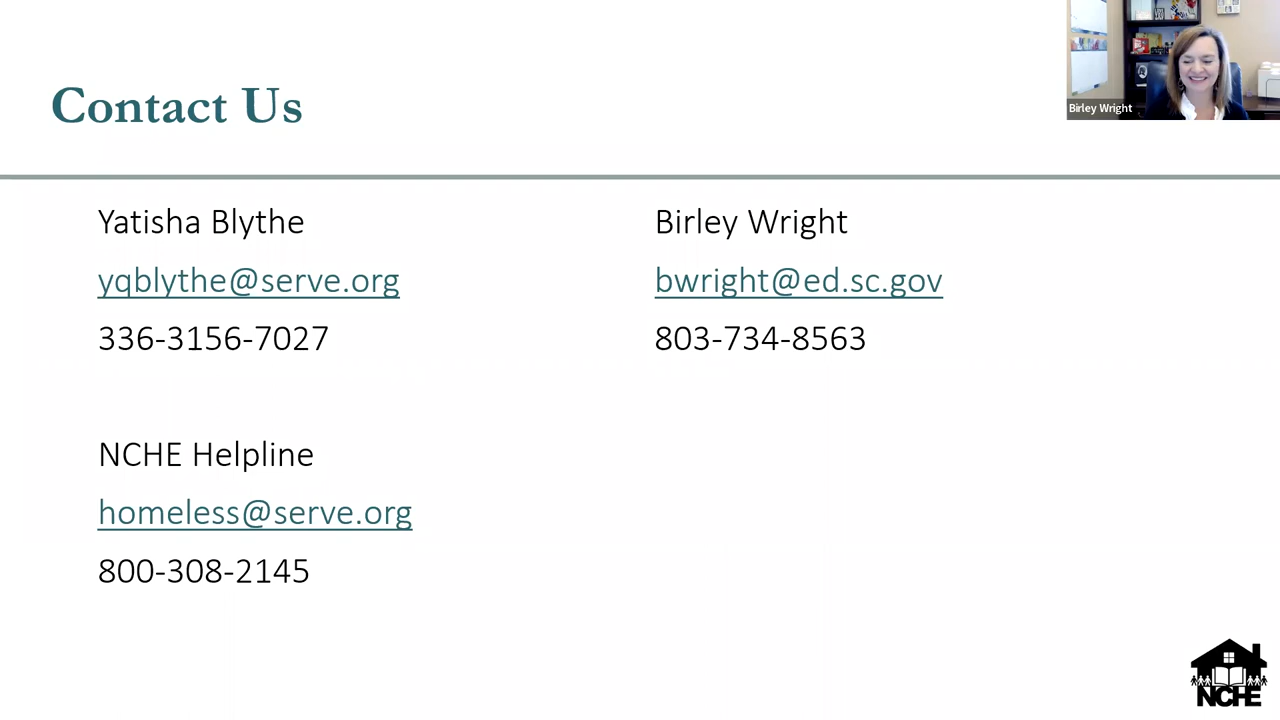 Contact Us
Birley Wright
Yatisha Blythe
yqblythe@serve.org
336-3156-7027
Birley Wright
bwright@ed.sc.gov
803-734-8563
NCHE Helpline
homeless@serve.org
800-308-2145
NCHE